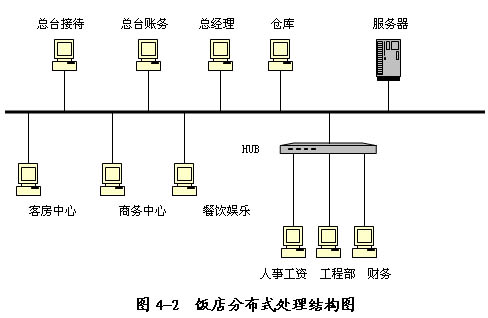 总台接待 总台账务 总经理 仓库 服务器
HUB
客房中心 商务中心 餐饮娱乐
人事工资 工程部 财务
图 4-2 饭店分布式处理结构图